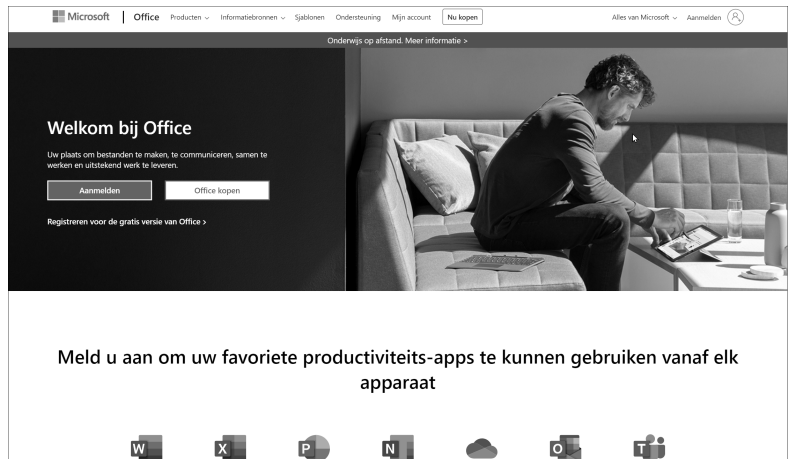 Microsoft
Office
Producten
Informatiebronnen
Sjablonen
Ondersteuning
Mijn account
Nu kopen
Alles van Microsoft
Aanmelden
Onderwijs op afstand. Meer informatie >
Welkom bij Office
Uw plaats om bestanden te maken, te communiceren, samen te
werken en uitstekend werk te leveren.
Aanmelden
Office kopen
Registreren voor de gratis versie van Office >
Meld u aan om uw favoriete productiviteits-apps te kunnen gebruiken vanaf elk
apparaat
W
X
P
N
O
T